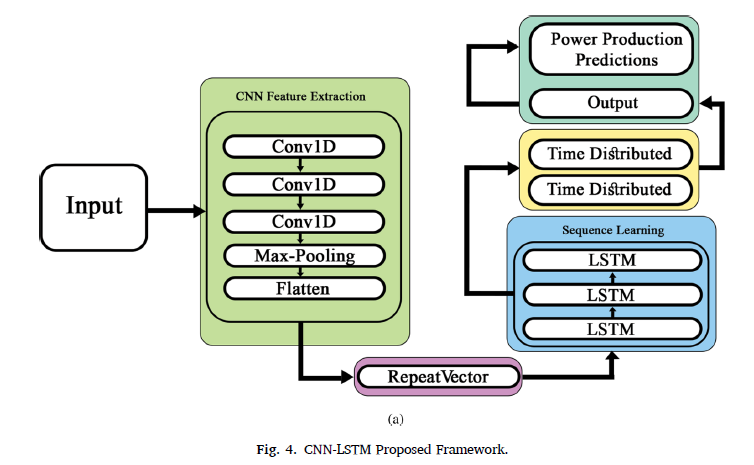 Input
CNN Feature Extraction
Conv1D
Conv1D
Conv1D
Max-Pooling
Flatten
RepeatVector
Sequence Learning
LSTM
LSTM
LSTM
Time Distributed
Time Distributed
Output
Power Production
Predictions
(a)
Fig. 4. CNN-LSTM Proposed Framework.